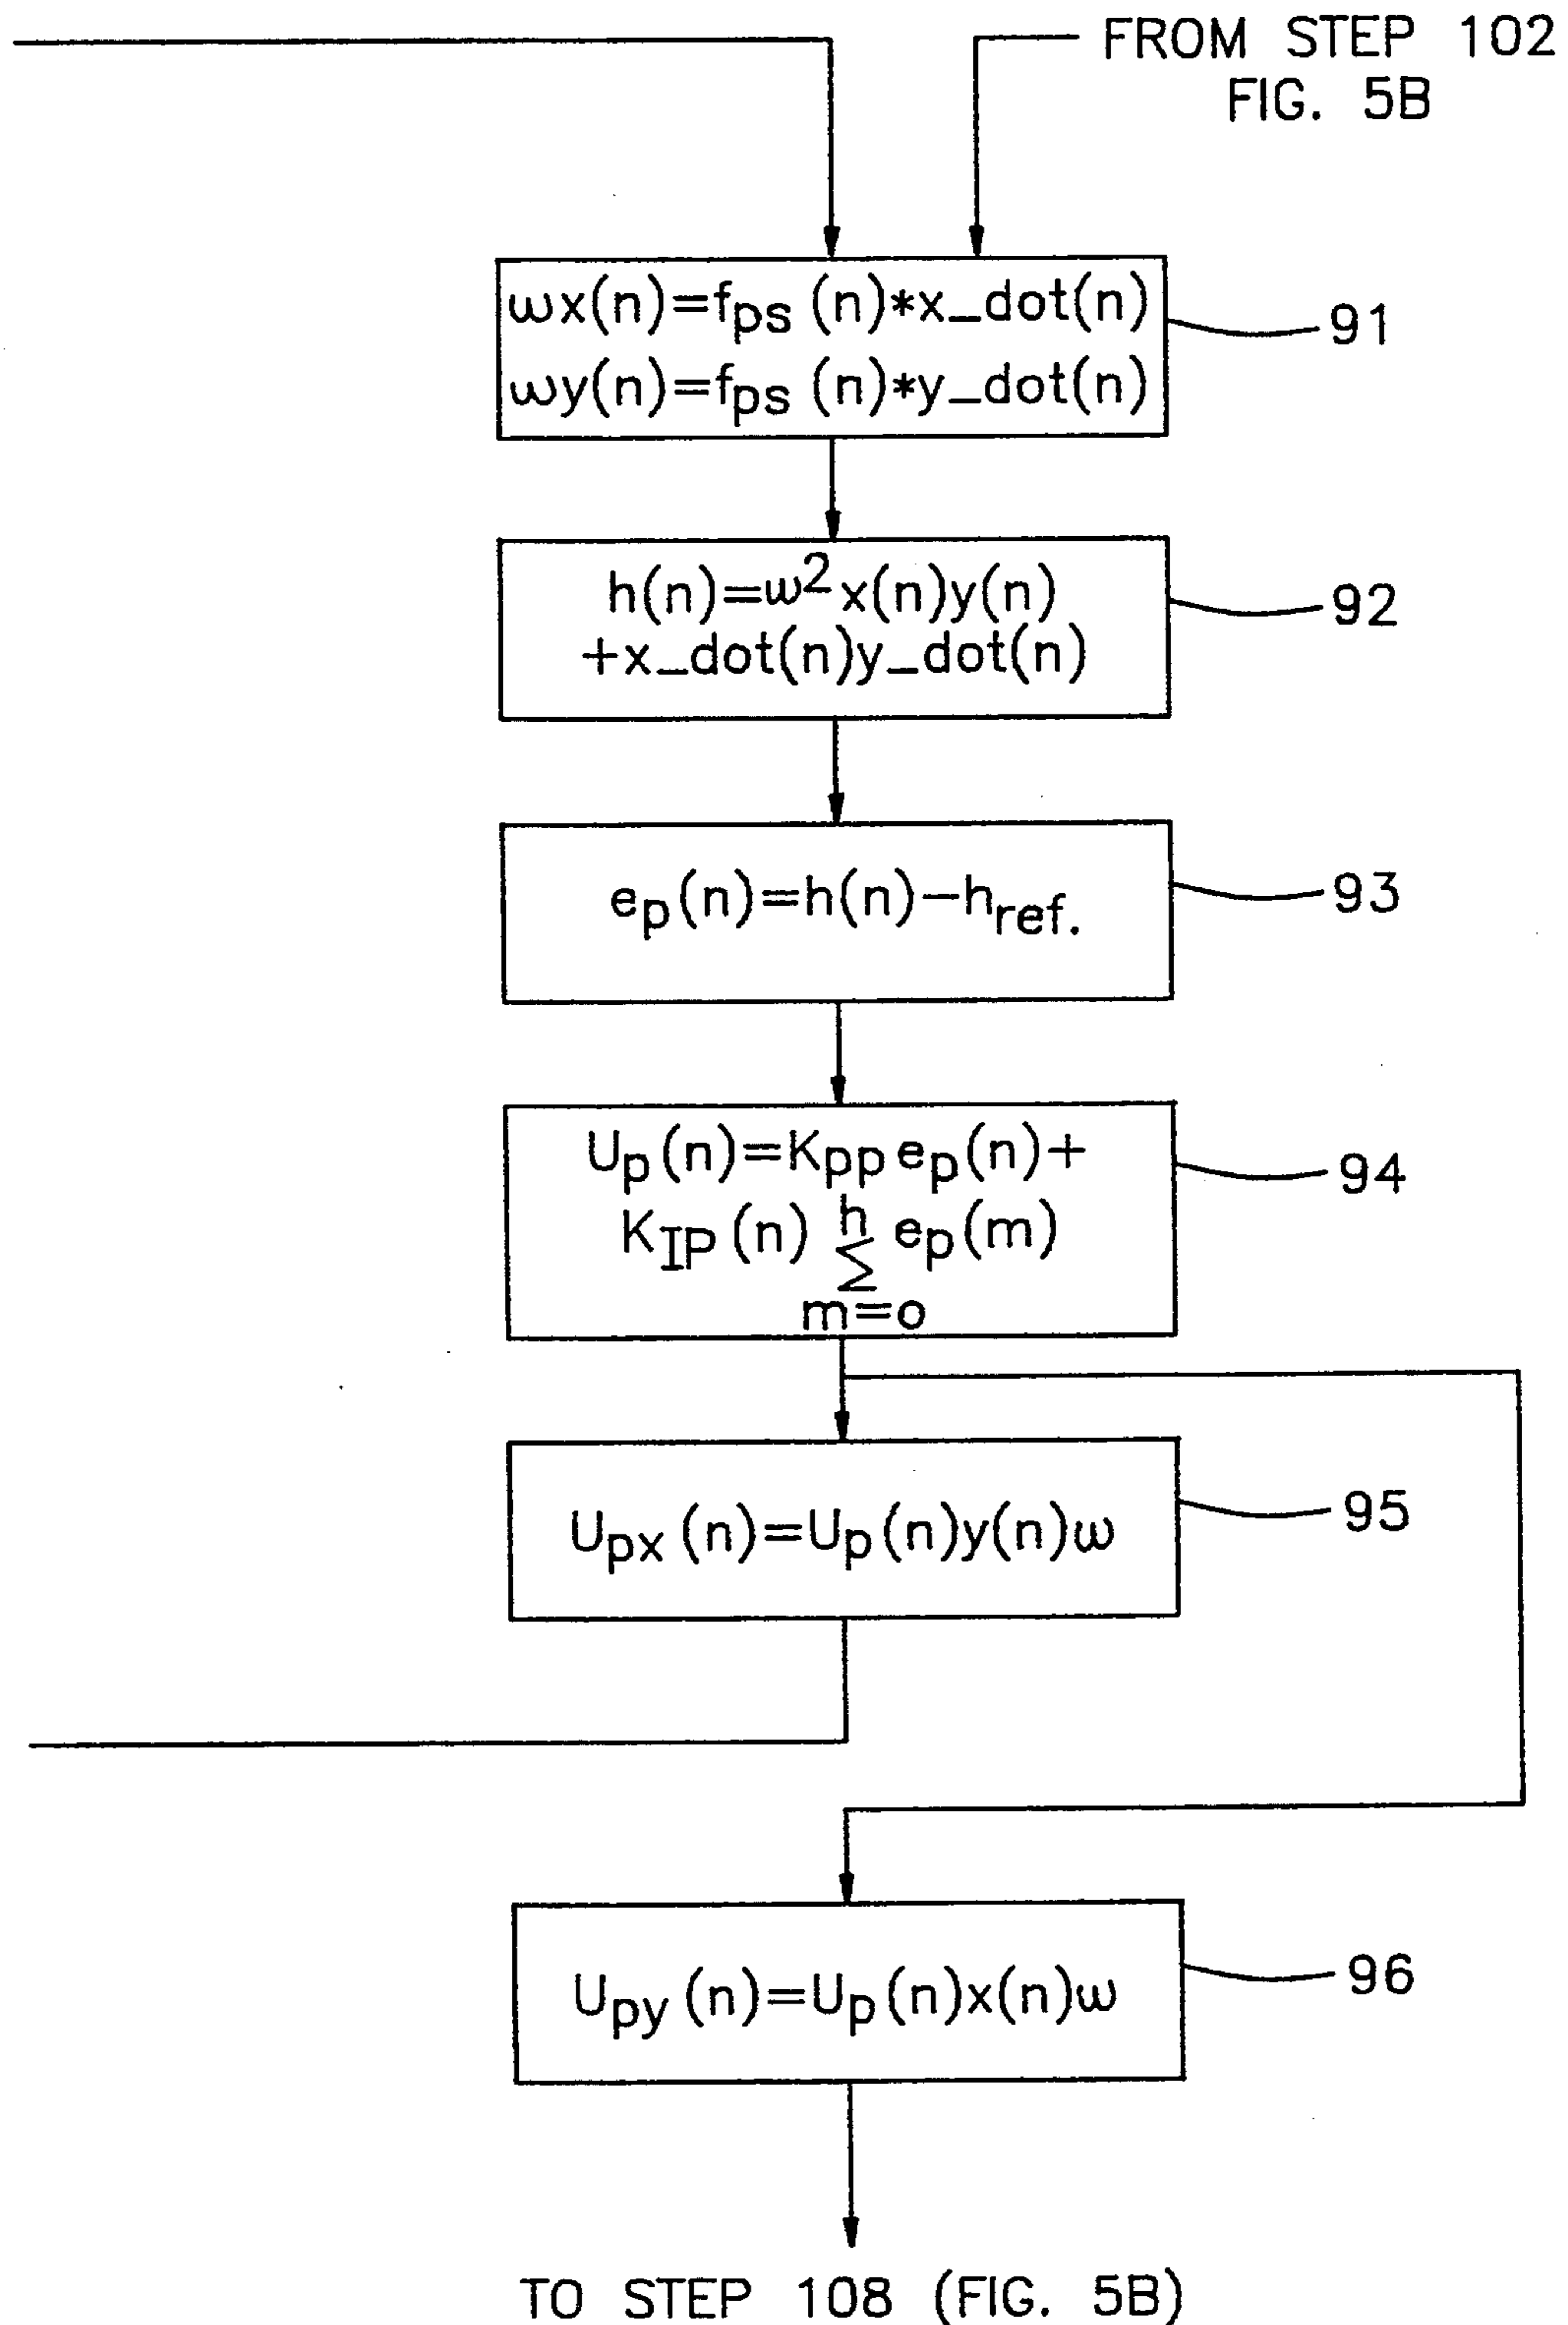 FROM STEP 102
FIG. 5B
ωx(n)=fps (n)*x_dot(n)
ωy(n)=fps (n)*y_dot(n)
91
h(n)=ω²x(n)y(n)
+x_dot(n)y_dot(n)
92
ep(n)=h(n)-href.
93
Up(n)=Kpp ep(n)+
KIP(n) h∑ ep(m)
m=o
94
Upx(n)=Up(n)y(n)ω
95
Upy(n)=Up(n)x(n)ω
96
TO STEP 108 (FIG. 5B)